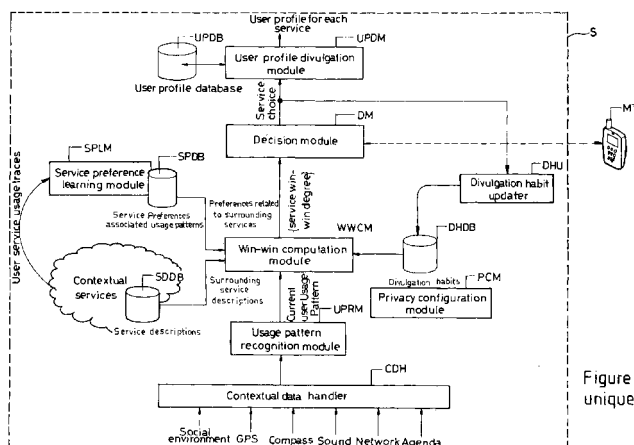 User profile for each
service
UPDB
UPDM
S
User profile divulgation
module
User profile database
Service
choice
DM
MT
Decision module
SPLM
SPDB
DHU
Service preference
learning module
Divulgation habit
updater
User service usage traces
Service Preferences
associated usage patterns
Preferences related
to surrounding
services
{service win-
win degree}
WWCM
DHDB
Win-win computation
module
Contextual
services
SDDB
Surrounding
service
descriptions
Service descriptions
Current
user Usage
Pattern
Divulgation habits
PCM
Privacy configuration
module
UPRM
Usage pattern
recognition module
CDH
Contextual data handler
Figure
unique
Social
environment
GPS
Compass
Sound
Network
Agenda